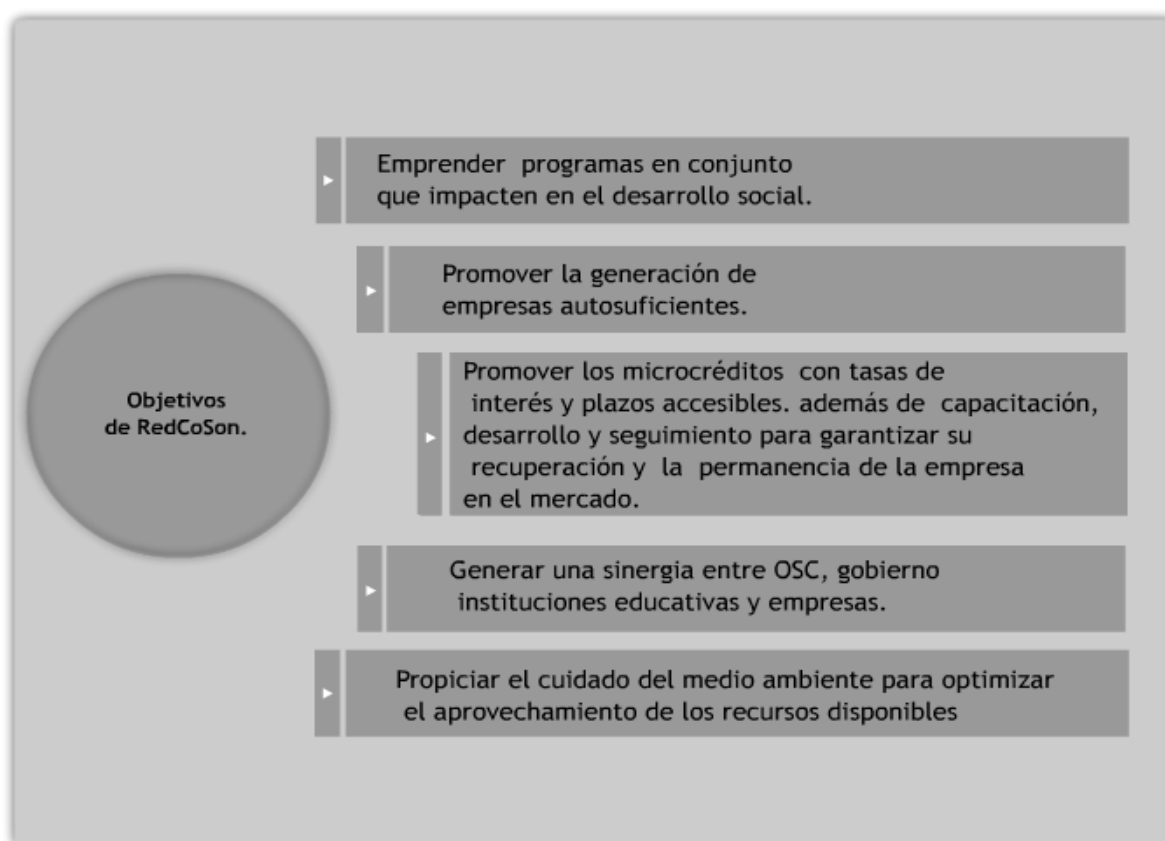 Objetivos
de RedCoSon.
Emprender programas en conjunto
que impacten en el desarrollo social.
Promover la generación de
empresas autosuficientes.
Promover los microcréditos con tasas de
interés y plazos accesibles. además de capacitación,
desarrollo y seguimiento para garantizar su
recuperación y la permanencia de la empresa
en el mercado.
Generar una sinergia entre OSC, gobierno
instituciones educativas y empresas.
Propiciar el cuidado del medio ambiente para optimizar
el aprovechamiento de los recursos disponibles